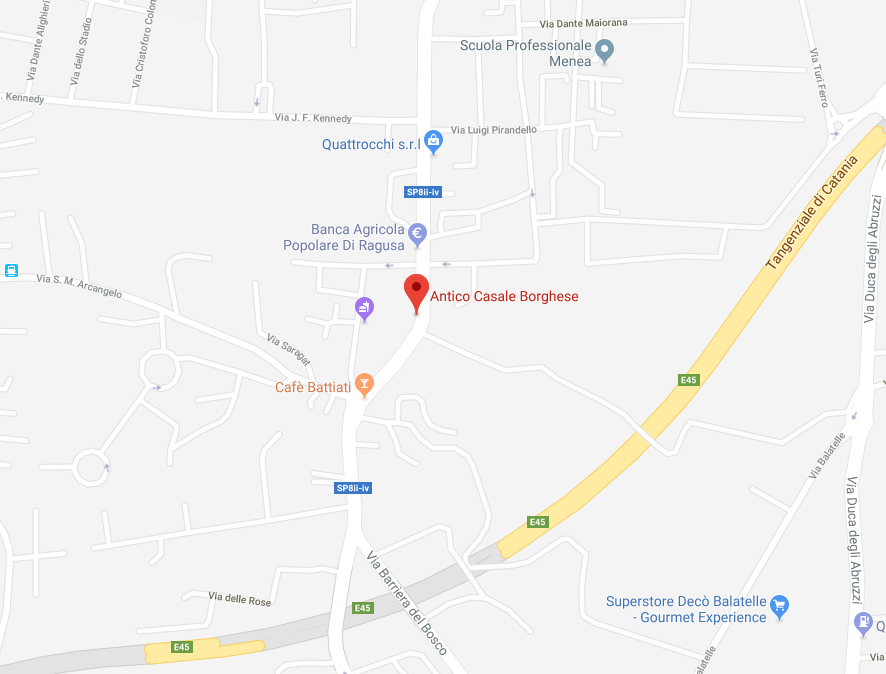 Via Dante Alighieri
Via dello Stadio
Via Cristoforo Colom
Via Dante Maiorana
Scuola Professionale
Menea
Via Turi Ferro
. Kennedy
Via J. F. Kennedy
Via Luigi Pirandello
Quattrocchi s.r.l
Tangenziale di Catania
SP8ii-iv
Via Duca degli Abruzzi
Banca Agricola
Popolare Di Ragusa
Via S. M. Arcangelo
Antico Casale Borghese
Via Saragat
Cafè Battiati
E45
Via Balatelle
SP8ii-iv
Via Duca degli Abruzzi
E45
Via Barriera del Bosco
Via delle Rose
E45
Superstore Decò Balatelle
- Gourmet Experience
Q
E45
alatelle
Via